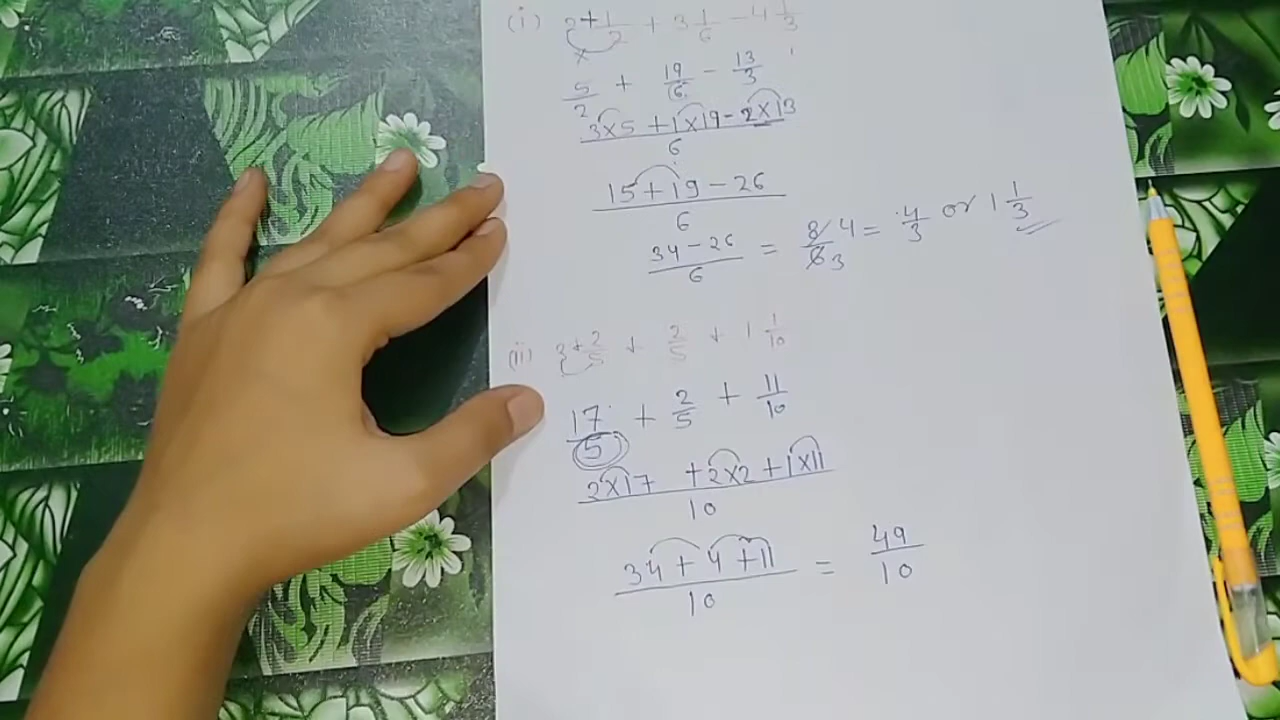 (i) 2+1/2 + 3 1/6 - 4 1/3
5/2 + 19/6 - 13/3
3×5 + 1×19 - 2×13 / 6
15 + 19 - 26 / 6
34 - 26 / 6 = 8/6 4/3 = 4/3 or 1 1/3
(ii) 3+2/5 + 2/5 + 1 1/10
17/5 + 2/5 + 11/10
2×17 + 2×2 + 1×11 / 10
34 + 4 + 11 / 10 = 49/10